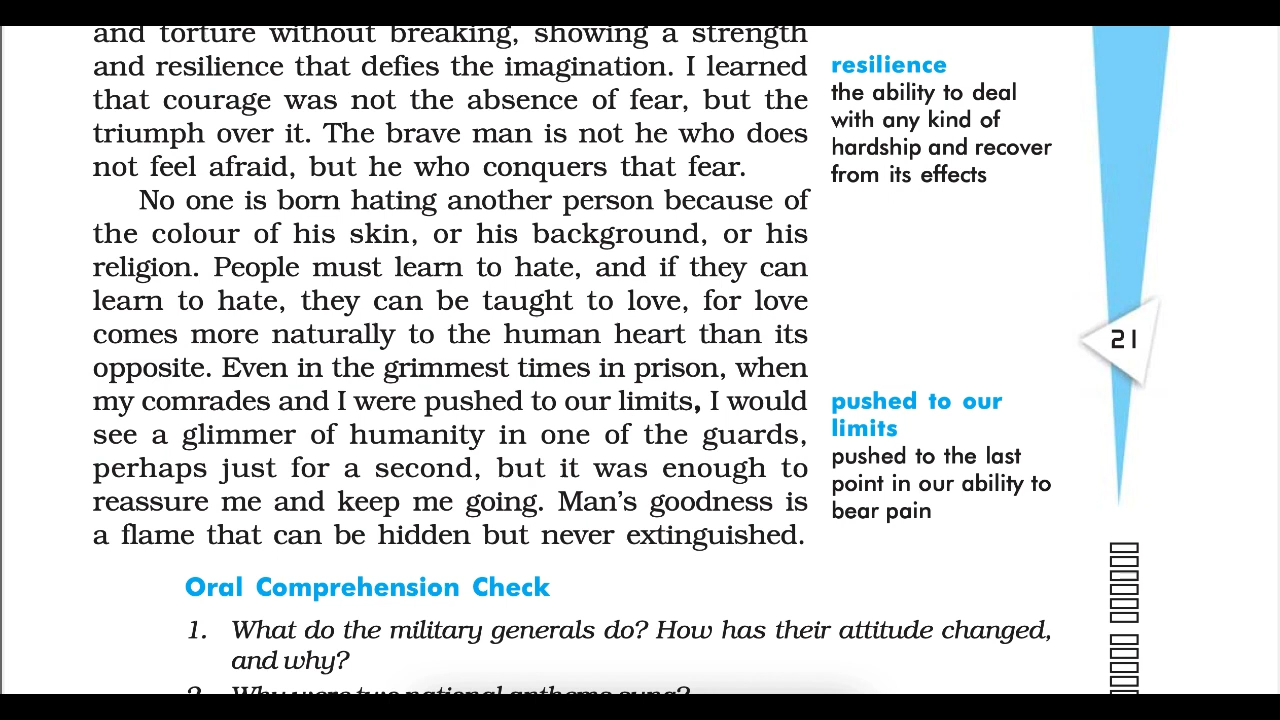 and torture without breaking, showing a strength
and resilience that defies the imagination. I learned
that courage was not the absence of fear, but the
triumph over it. The brave man is not he who does
not feel afraid, but he who conquers that fear.
No one is born hating another person because of
the colour of his skin, or his background, or his
religion. People must learn to hate, and if they can
learn to hate, they can be taught to love, for love
comes more naturally to the human heart than its
opposite. Even in the grimmest times in prison, when
my comrades and I were pushed to our limits, I would
see a glimmer of humanity in one of the guards,
perhaps just for a second, but it was enough to
reassure me and keep me going. Man's goodness is
a flame that can be hidden but never extinguished.
resilience
the ability to deal
with any kind of
hardship and recover
from its effects
21
pushed to our
limits
pushed to the last
point in our ability to
bear pain
Oral Comprehension Check
1. What do the military generals do? How has their attitude changed,
and why?
2. Why were two national anthems sung?